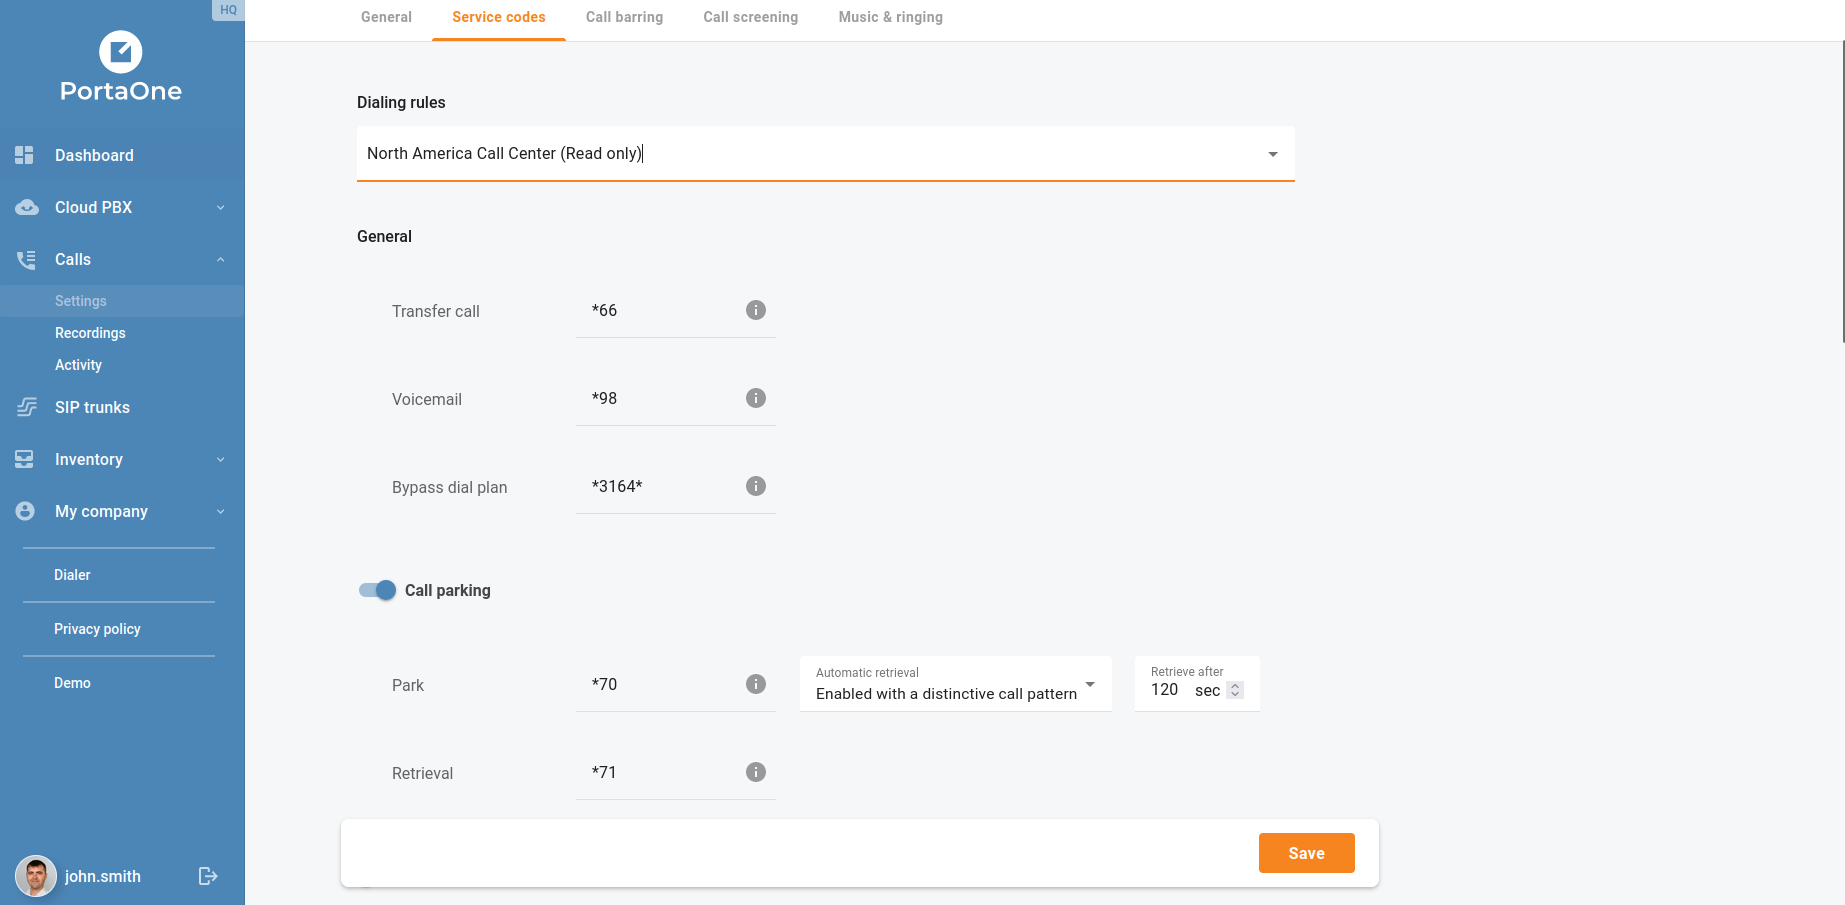 HQ
PortaOne
Dashboard
Cloud PBX
Calls
Settings
Recordings
Activity
SIP trunks
Inventory
My company
Dialer
Privacy policy
Demo
john.smith
General Service codes Call barring Call screening Music & ringing
Dialing rules
North America Call Center (Read only)
General
Transfer call *66
Voicemail *98
Bypass dial plan *3164*
Call parking
Park *70
Automatic retrieval
Enabled with a distinctive call pattern
Retrieve after
120 sec
Retrieval *71
Save